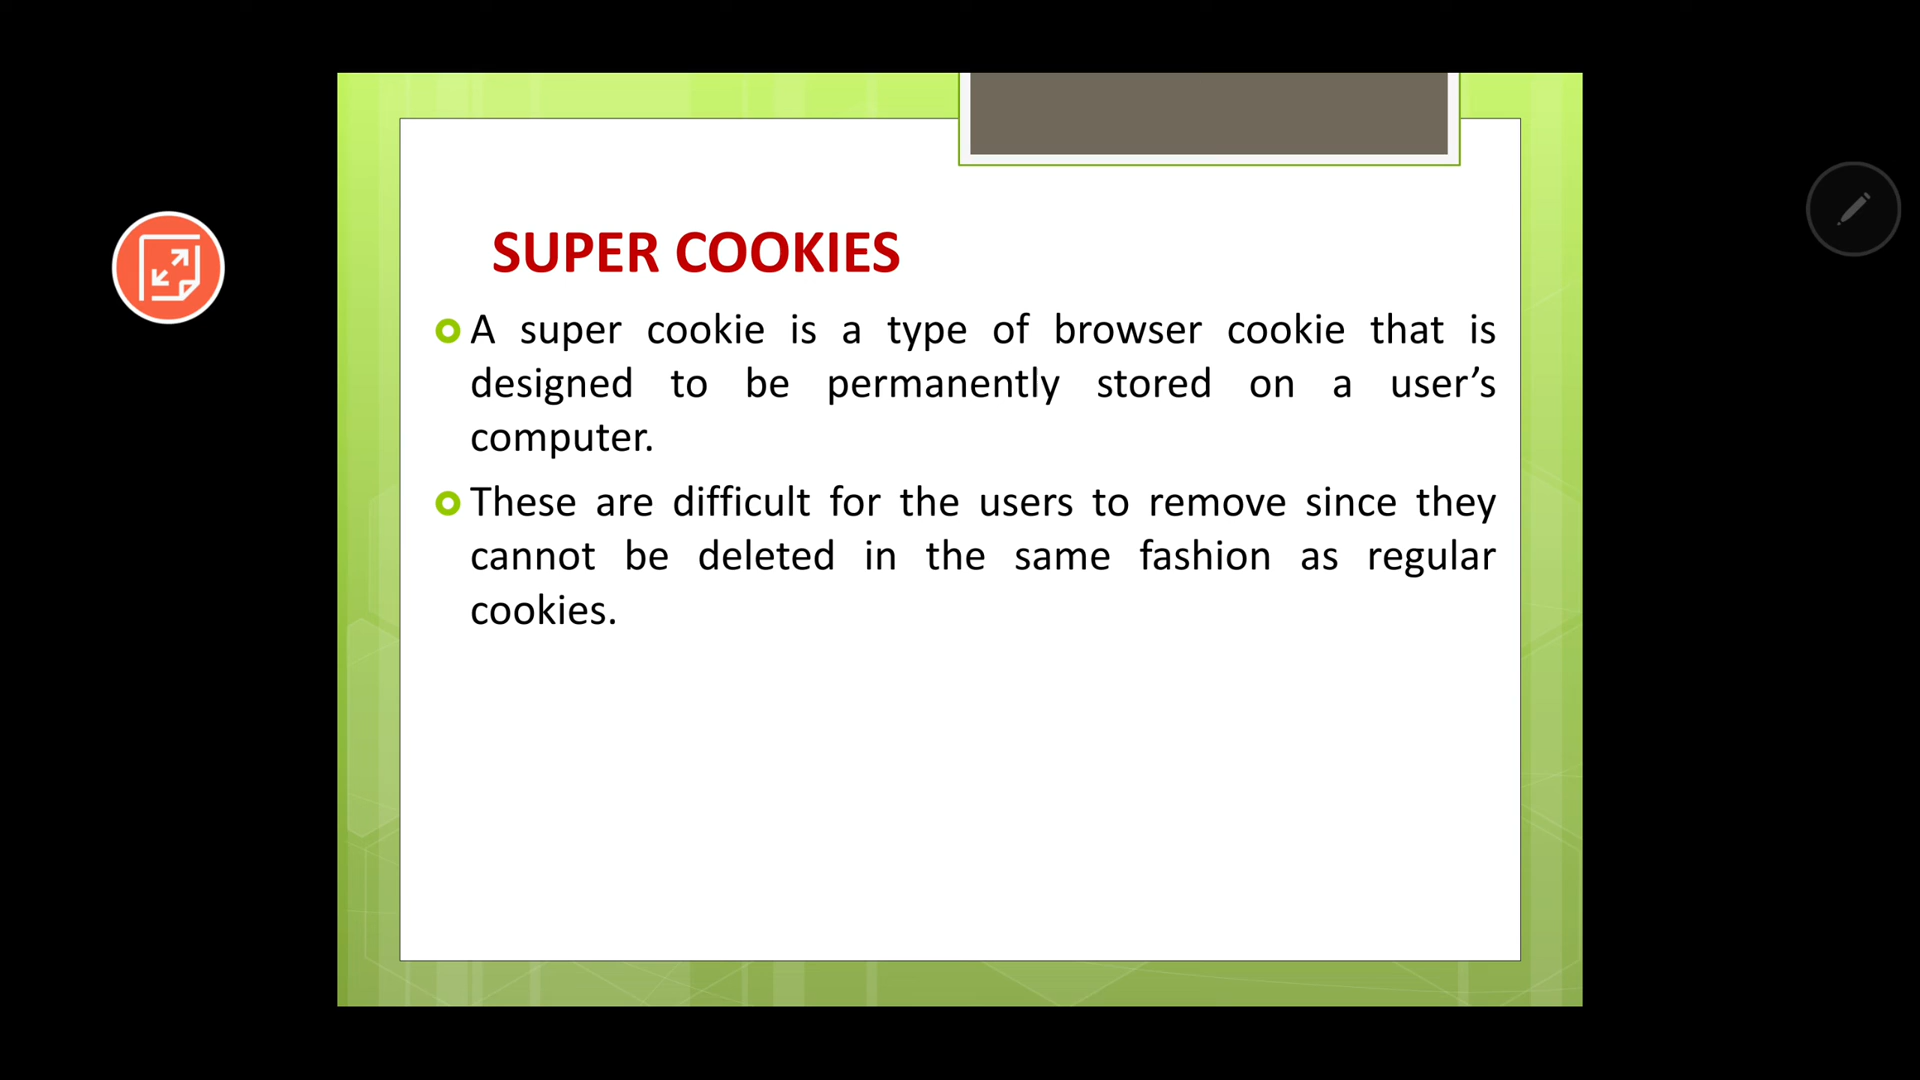 SUPER COOKIES
A super cookie is a type of browser cookie that is
designed to be permanently stored on a user’s
computer.
These are difficult for the users to remove since they
cannot be deleted in the same fashion as regular
cookies.